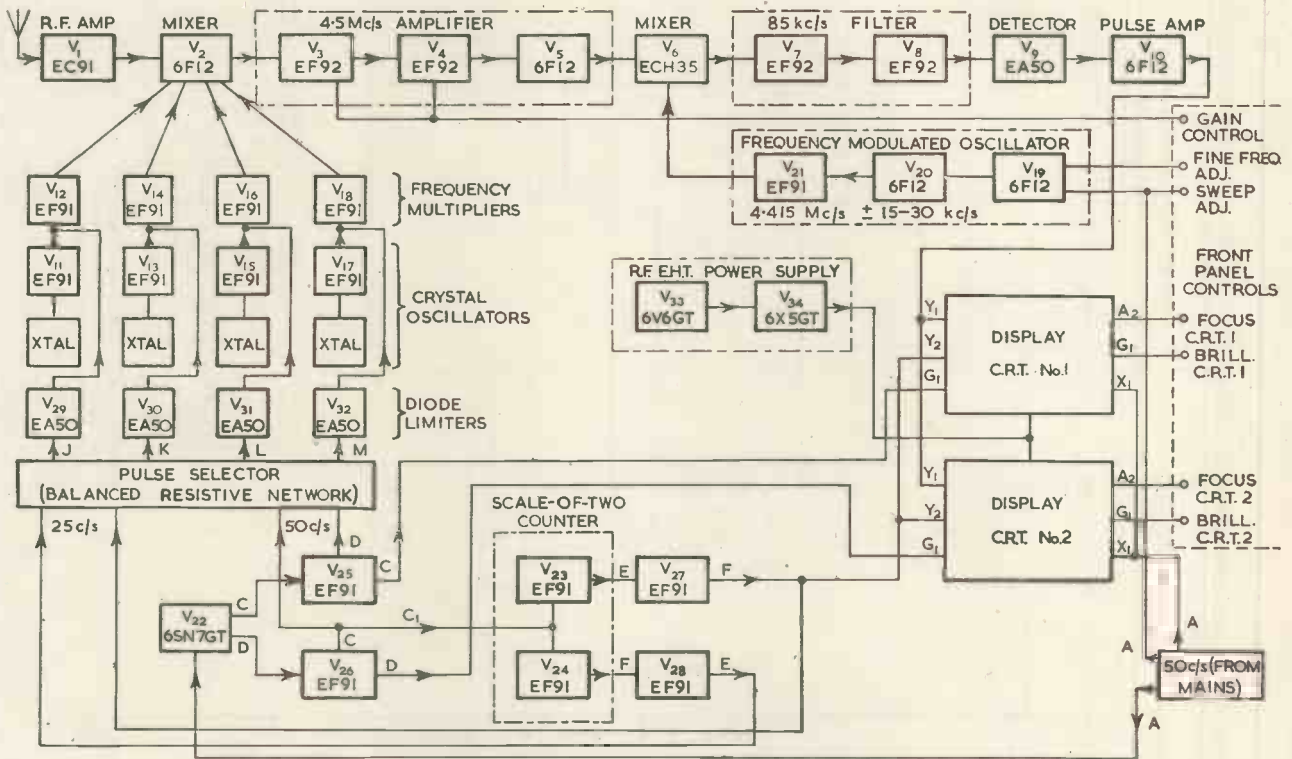 R.F. AMP
MIXER
4·5 Mc/s AMPLIFIER
MIXER
85 kc/s FILTER
DETECTOR
PULSE AMP
V1
EC91
V2
6F12
V3
EF92
V4
EF92
V5
6F12
V6
ECH35
V7
EF92
V8
EF92
V9
EA50
V10
6F12
GAIN
CONTROL
FINE FREQ.
ADJ.
SWEEP
ADJ.
FREQUENCY MODULATED OSCILLATOR
V21
EF91
V20
6F12
V19
6F12
4·415 Mc/s ± 15-30 kc/s
V12
EF91
V14
EF91
V16
EF91
V18
EF91
FREQUENCY
MULTIPLIERS
V11
EF91
V13
EF91
V15
EF91
V17
EF91
CRYSTAL
OSCILLATORS
XTAL
XTAL
XTAL
XTAL
V29
EA50
V30
EA50
V31
EA50
V32
EA50
DIODE
LIMITERS
J
K
L
M
PULSE SELECTOR
(BALANCED RESISTIVE NETWORK)
R.F. E.H.T. POWER SUPPLY
V33
6V6GT
V34
6X5GT
FRONT
PANEL
CONTROLS
Y1
Y2
G1
DISPLAY
C.R.T. No.1
A2
G1
X1
FOCUS
C.R.T. 1
BRILL.
C.R.T. 1
Y1
Y2
G1
DISPLAY
C.R.T. No.2
A2
G1
X1
FOCUS
C.R.T. 2
BRILL.
C.R.T. 2
25 c/s
50 c/s
D
SCALE-OF-TWO
COUNTER
V22
6SN7GT
C
D
V25
EF91
C
C1
C
V26
EF91
D
V23
EF91
E
V27
EF91
F
V24
EF91
F
V28
EF91
E
A
A
50 c/s (FROM
MAINS)
A